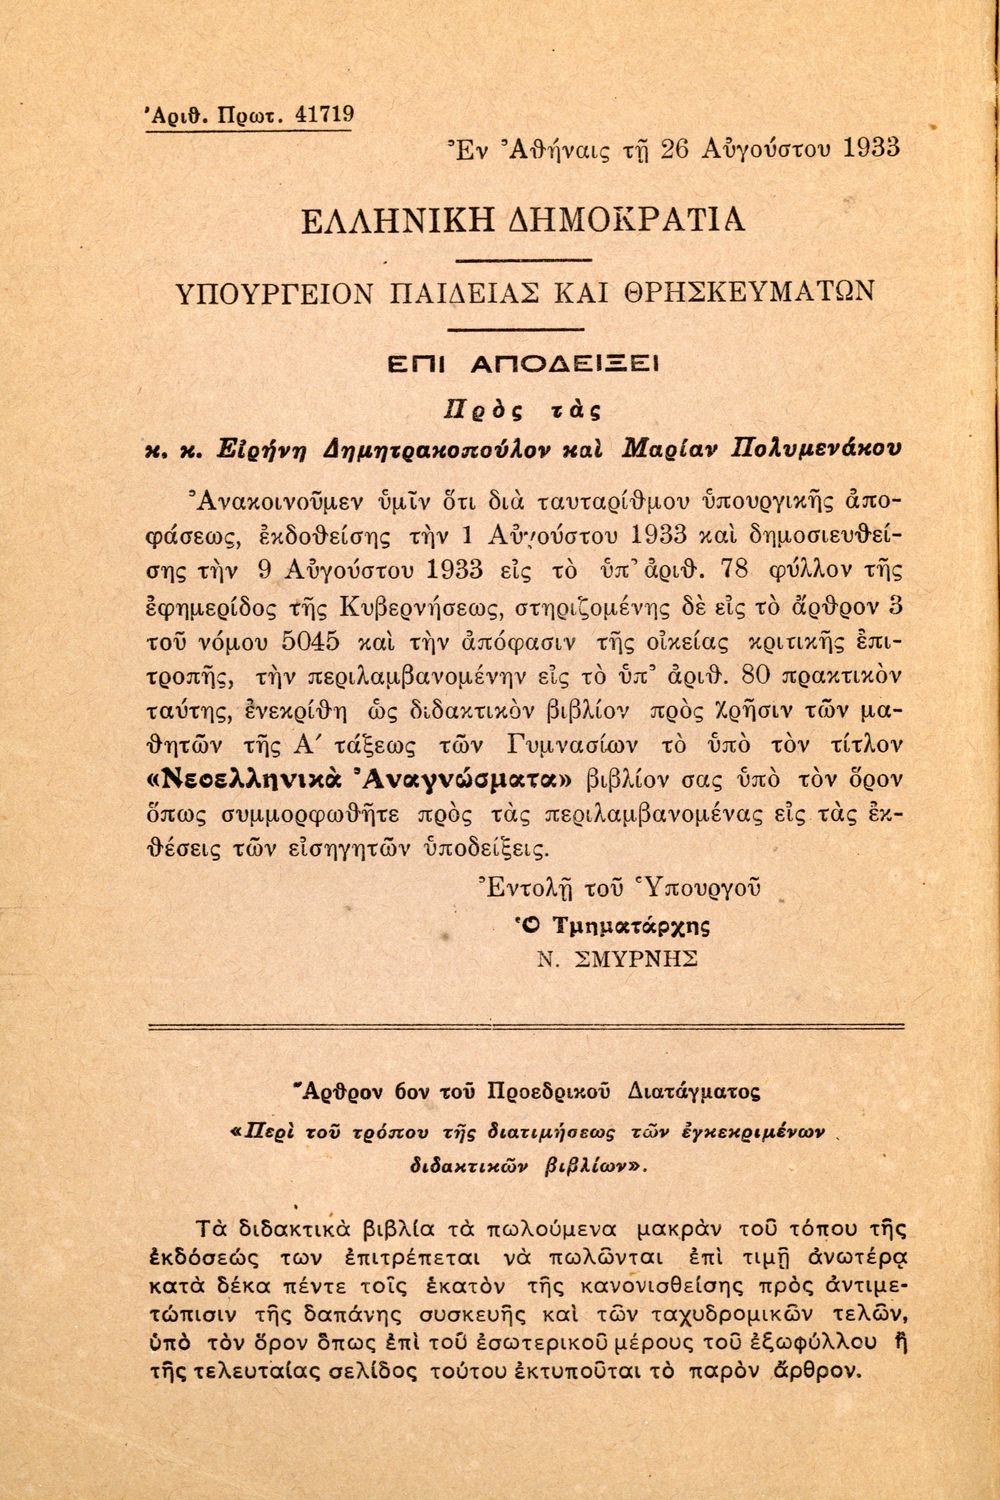 Ἀριθ. Πρωτ. 41719
Ἐν Ἀθήναις τῇ 26 Αὐγούστου 1933
ΕΛΛΗΝΙΚΗ ΔΗΜΟΚΡΑΤΙΑ
ΥΠΟΥΡΓΕΙΟΝ ΠΑΙΔΕΙΑΣ ΚΑΙ ΘΡΗΣΚΕΥΜΑΤΩΝ
ΕΠΙ ΑΠΟΔΕΙΞΕΙ
Πρὸς τὰς
κ. κ. Εἰρήνη Δημητρακοπούλον καὶ Μαρίαν Πολυμενάκου
Ἀνακοινοῦμεν ὑμῖν ὅτι διὰ ταυταρίθμου ὑπουργικῆς ἀπο-
φάσεως, ἐκδοθείσης τὴν 1 Αὐγούστου 1933 καὶ δημοσιευθεί-
σης τὴν 9 Αὐγούστου 1933 εἰς τὸ ὑπ’ ἀριθ. 78 φύλλον τῆς
ἐφημερίδος τῆς Κυβερνήσεως, στηριζομένης δὲ εἰς τὸ ἄρθρον 3
τοῦ νόμου 5045 καὶ τὴν ἀπόφασιν τῆς οἰκείας κριτικῆς ἐπι-
τροπῆς, τὴν περιλαμβανομένην εἰς τὸ ὑπ’ ἀριθ. 80 πρακτικὸν
ταύτης, ἐνεκρίθη ὡς διδακτικὸν βιβλίον πρὸς χρῆσιν τῶν μα-
θητῶν τῆς Α′ τάξεως τῶν Γυμνασίων τὸ ὑπὸ τὸν τίτλον
«Νεοελληνικὰ Ἀναγνώσματα» βιβλίον σας ὑπὸ τὸν ὅρον
ὅπως συμμορφωθῆτε πρὸς τὰς περιλαμβανομένας εἰς τὰς ἐκ-
θέσεις τῶν εἰσηγητῶν ὑποδείξεις.
Ἐντολῇ τοῦ Ὑπουργοῦ
Ὁ Τμηματάρχης
Ν. ΣΜΥΡΝΗΣ
Ἄρθρον 6ον τοῦ Προεδρικοῦ Διατάγματος
«Περὶ τοῦ τρόπου τῆς διατιμήσεως τῶν ἐγκεκριμένων
διδακτικῶν βιβλίων».
Τὰ διδακτικὰ βιβλία τὰ πωλούμενα μακρὰν τοῦ τόπου τῆς
ἐκδόσεώς των ἐπιτρέπεται νὰ πωλῶνται ἐπὶ τιμῇ ἀνωτέρᾳ
κατὰ δέκα πέντε τοῖς ἑκατὸν τῆς κανονισθείσης πρὸς ἀντιμε-
τώπισιν τῆς δαπάνης συσκευῆς καὶ τῶν ταχυδρομικῶν τελῶν,
ὑπὸ τὸν ὅρον ὅπως ἐπὶ τοῦ ἐσωτερικοῦ μέρους τοῦ ἐξωφύλλου ἢ
τῆς τελευταίας σελίδος τούτου ἐκτυποῦται τὸ παρὸν ἄρθρον.